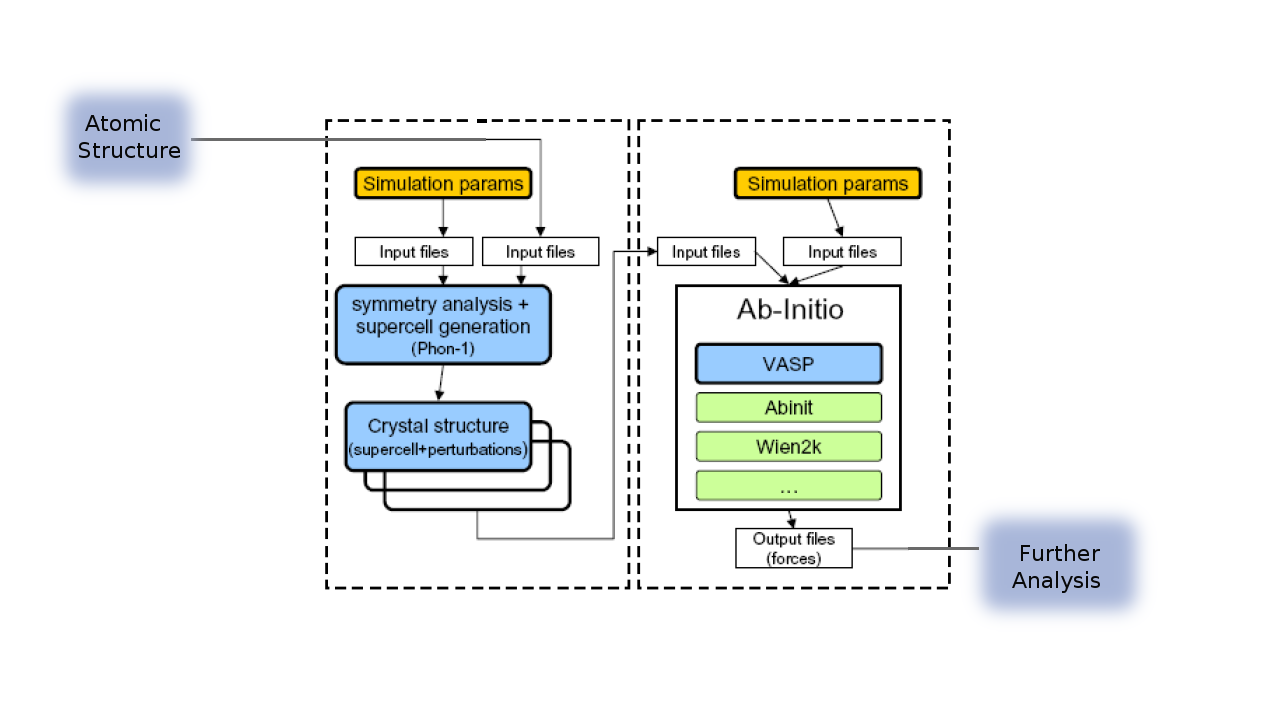 Atomic
Structure
Simulation params
Input files
Input files
symmetry analysis +
supercell generation
(Phon-1)
Crystal structure
(supercell+perturbations)
Simulation params
Input files
Input files
Ab-Initio
VASP
Abinit
Wien2k
...
Output files
(forces)
Further
Analysis